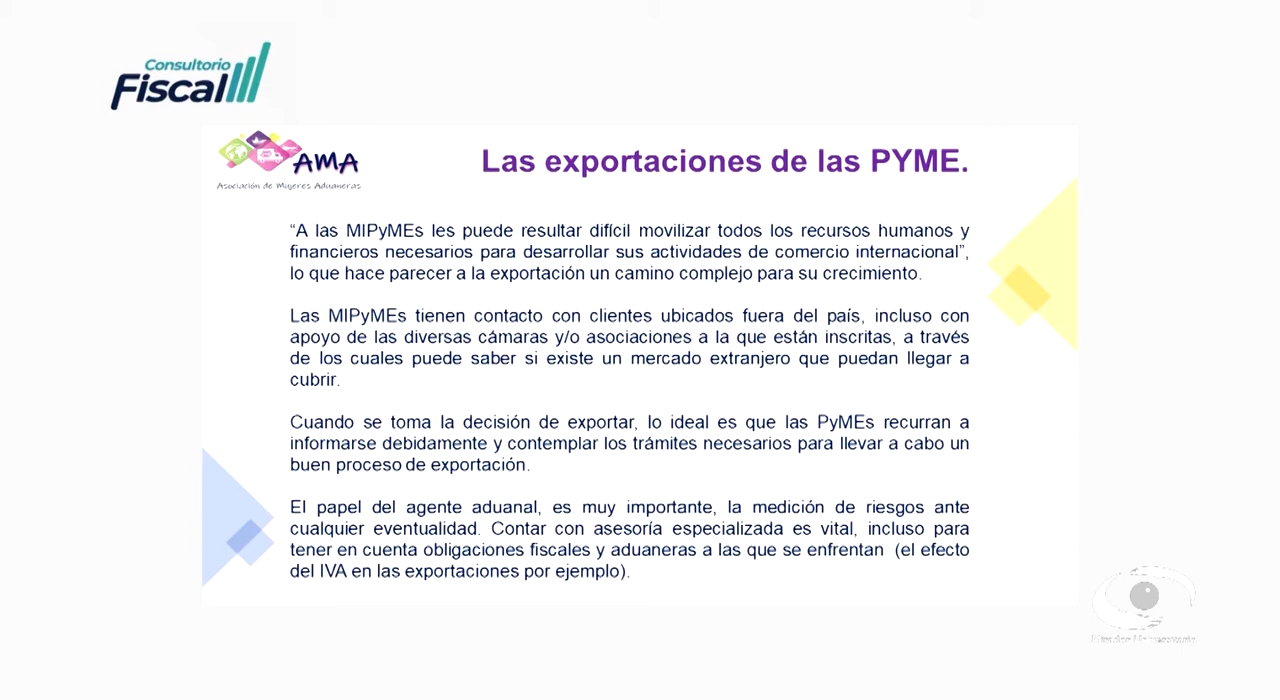 Consultorio
Fiscal
AMA
Asociación de Mujeres Aduaneras
Las exportaciones de las PYME.
“A las MIPyMEs les puede resultar difícil movilizar todos los recursos humanos y
financieros necesarios para desarrollar sus actividades de comercio internacional”,
lo que hace parecer a la exportación un camino complejo para su crecimiento.
Las MIPyMEs tienen contacto con clientes ubicados fuera del país, incluso con
apoyo de las diversas cámaras y/o asociaciones a la que están inscritas, a través
de los cuales puede saber si existe un mercado extranjero que puedan llegar a
cubrir.
Cuando se toma la decisión de exportar, lo ideal es que las PyMEs recurran a
informarse debidamente y contemplar los trámites necesarios para llevar a cabo un
buen proceso de exportación.
El papel del agente aduanal, es muy importante, la medición de riesgos ante
cualquier eventualidad. Contar con asesoría especializada es vital, incluso para
tener en cuenta obligaciones fiscales y aduaneras a las que se enfrentan (el efecto
del IVA en las exportaciones por ejemplo).